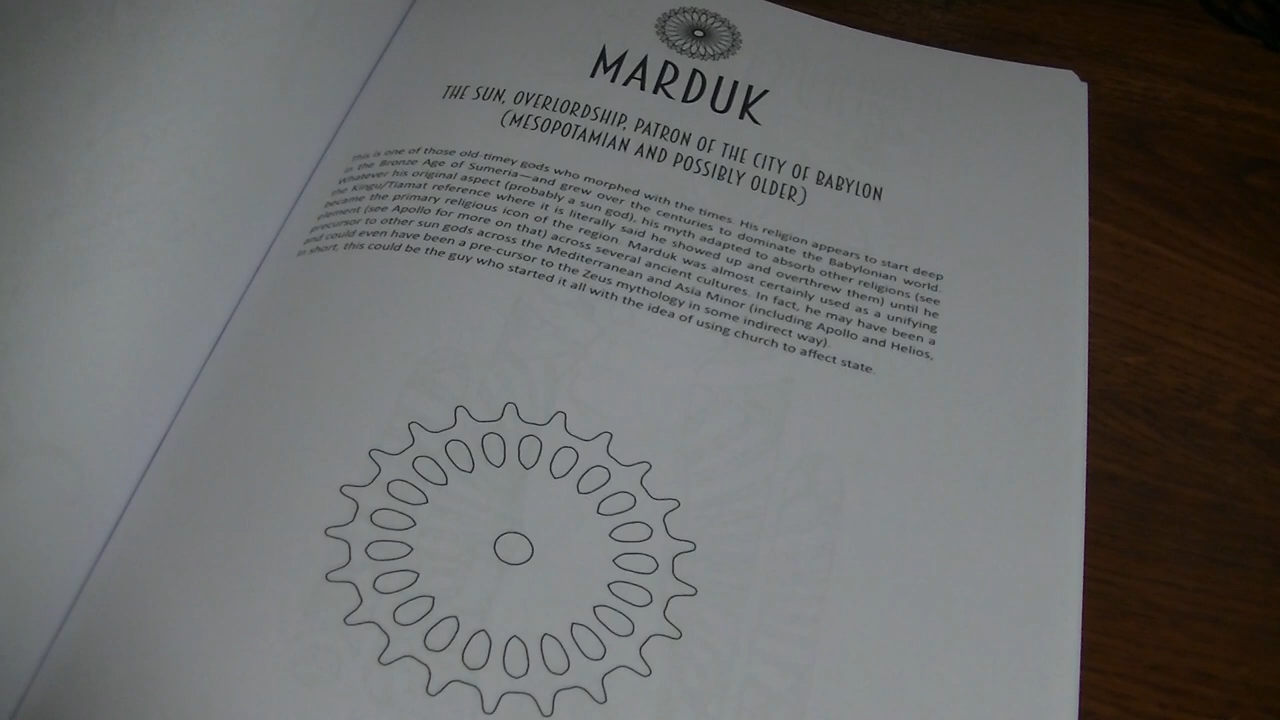 MARDUK
THE SUN, OVERLORDSHIP, PATRON OF THE CITY OF BABYLON
(MESOPOTAMIAN AND POSSIBLY OLDER)
This is one of those old-timey gods who morphed with the times. His religion appears to start deep
in the Bronze Age of Sumeria—and grew over the centuries to dominate the Babylonian world.
Whatever his original aspect (probably a sun god), his myth adapted to absorb other religions (see
the Kingu/Tiamat reference where it is literally said he showed up and overthrew them) until he
became the primary religious icon of the region. Marduk was almost certainly used as a unifying
element (see Apollo for more on that) across several ancient cultures. In fact, he may have been a
precursor to other sun gods across the Mediterranean and Asia Minor (including Apollo and Helios,
and could even have been a pre-cursor to the Zeus mythology in some indirect way).
In short, this could be the guy who started it all with the idea of using church to affect state.